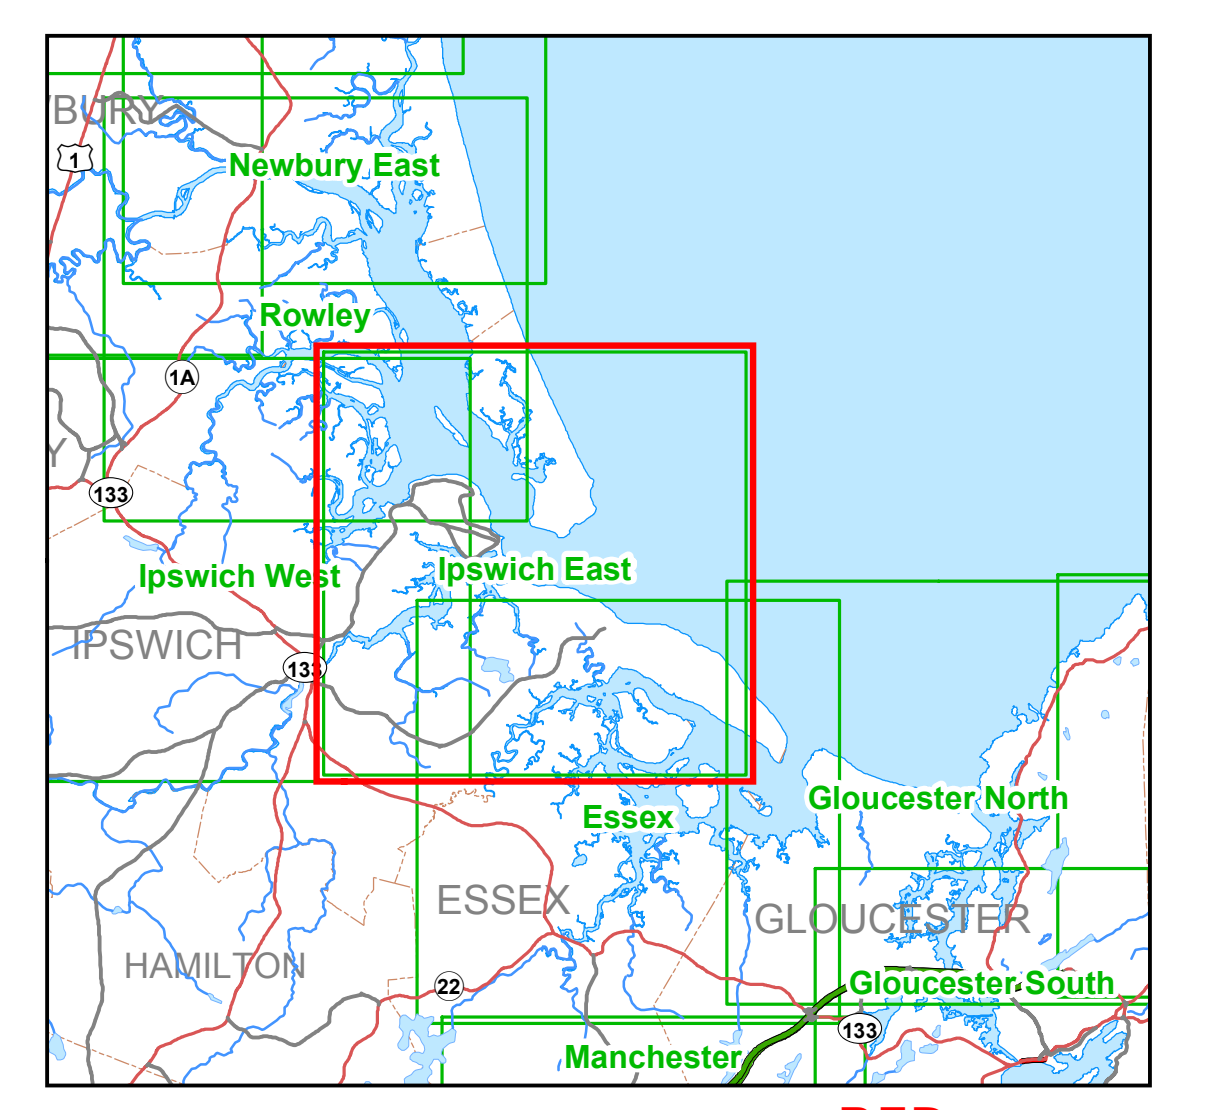 BURY
1
Newbury East
Rowley
1A
Y
133
Ipswich West
Ipswich East
IPSWICH
133
Gloucester North
Essex
ESSEX
GLOUCESTER
HAMILTON
22
Gloucester South
133
Manchester